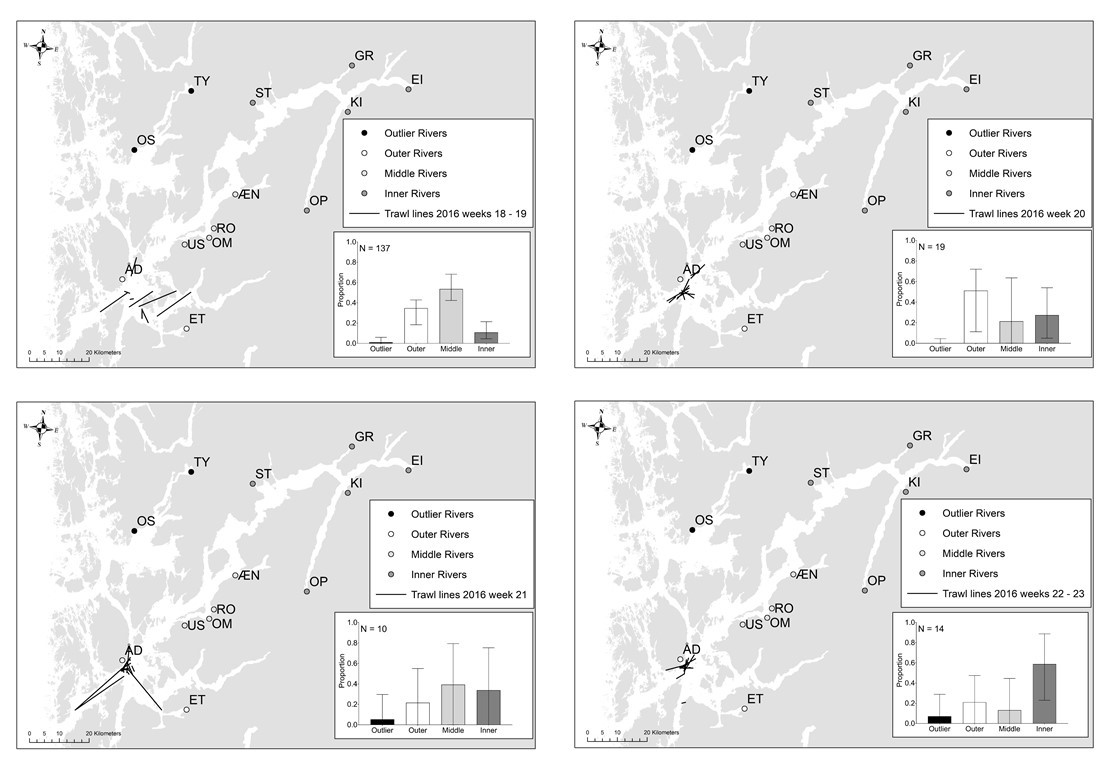 N
W E
S
GR
TY
EI
ST
KI
OS
Outlier Rivers
Outer Rivers
Middle Rivers
Inner Rivers
Trawl lines 2016 weeks 18 - 19
ÆN
OP
RO
US OM
AD
ET
N = 137
Proportion
1.0
0.8
0.6
0.4
0.2
0.0
Outlier Outer Middle Inner
0 5 10 20 Kilometers
N
W E
S
GR
TY
EI
ST
KI
OS
Outlier Rivers
Outer Rivers
Middle Rivers
Inner Rivers
Trawl lines 2016 week 20
ÆN
OP
RO
US OM
AD
ET
N = 19
Proportion
1.0
0.8
0.6
0.4
0.2
0.0
Outlier Outer Middle Inner
0 5 10 20 Kilometers
N
W E
S
GR
TY
EI
ST
KI
OS
Outlier Rivers
Outer Rivers
Middle Rivers
Inner Rivers
Trawl lines 2016 week 21
ÆN
OP
RO
US OM
AD
ET
N = 10
Proportion
1.0
0.8
0.6
0.4
0.2
0.0
Outlier Outer Middle Inner
0 5 10 20 Kilometers
N
W E
S
GR
TY
EI
ST
KI
OS
Outlier Rivers
Outer Rivers
Middle Rivers
Inner Rivers
Trawl lines 2016 weeks 22 - 23
ÆN
OP
RO
US OM
AD
ET
N = 14
Proportion
1.0
0.8
0.6
0.4
0.2
0.0
Outlier Outer Middle Inner
0 5 10 20 Kilometers